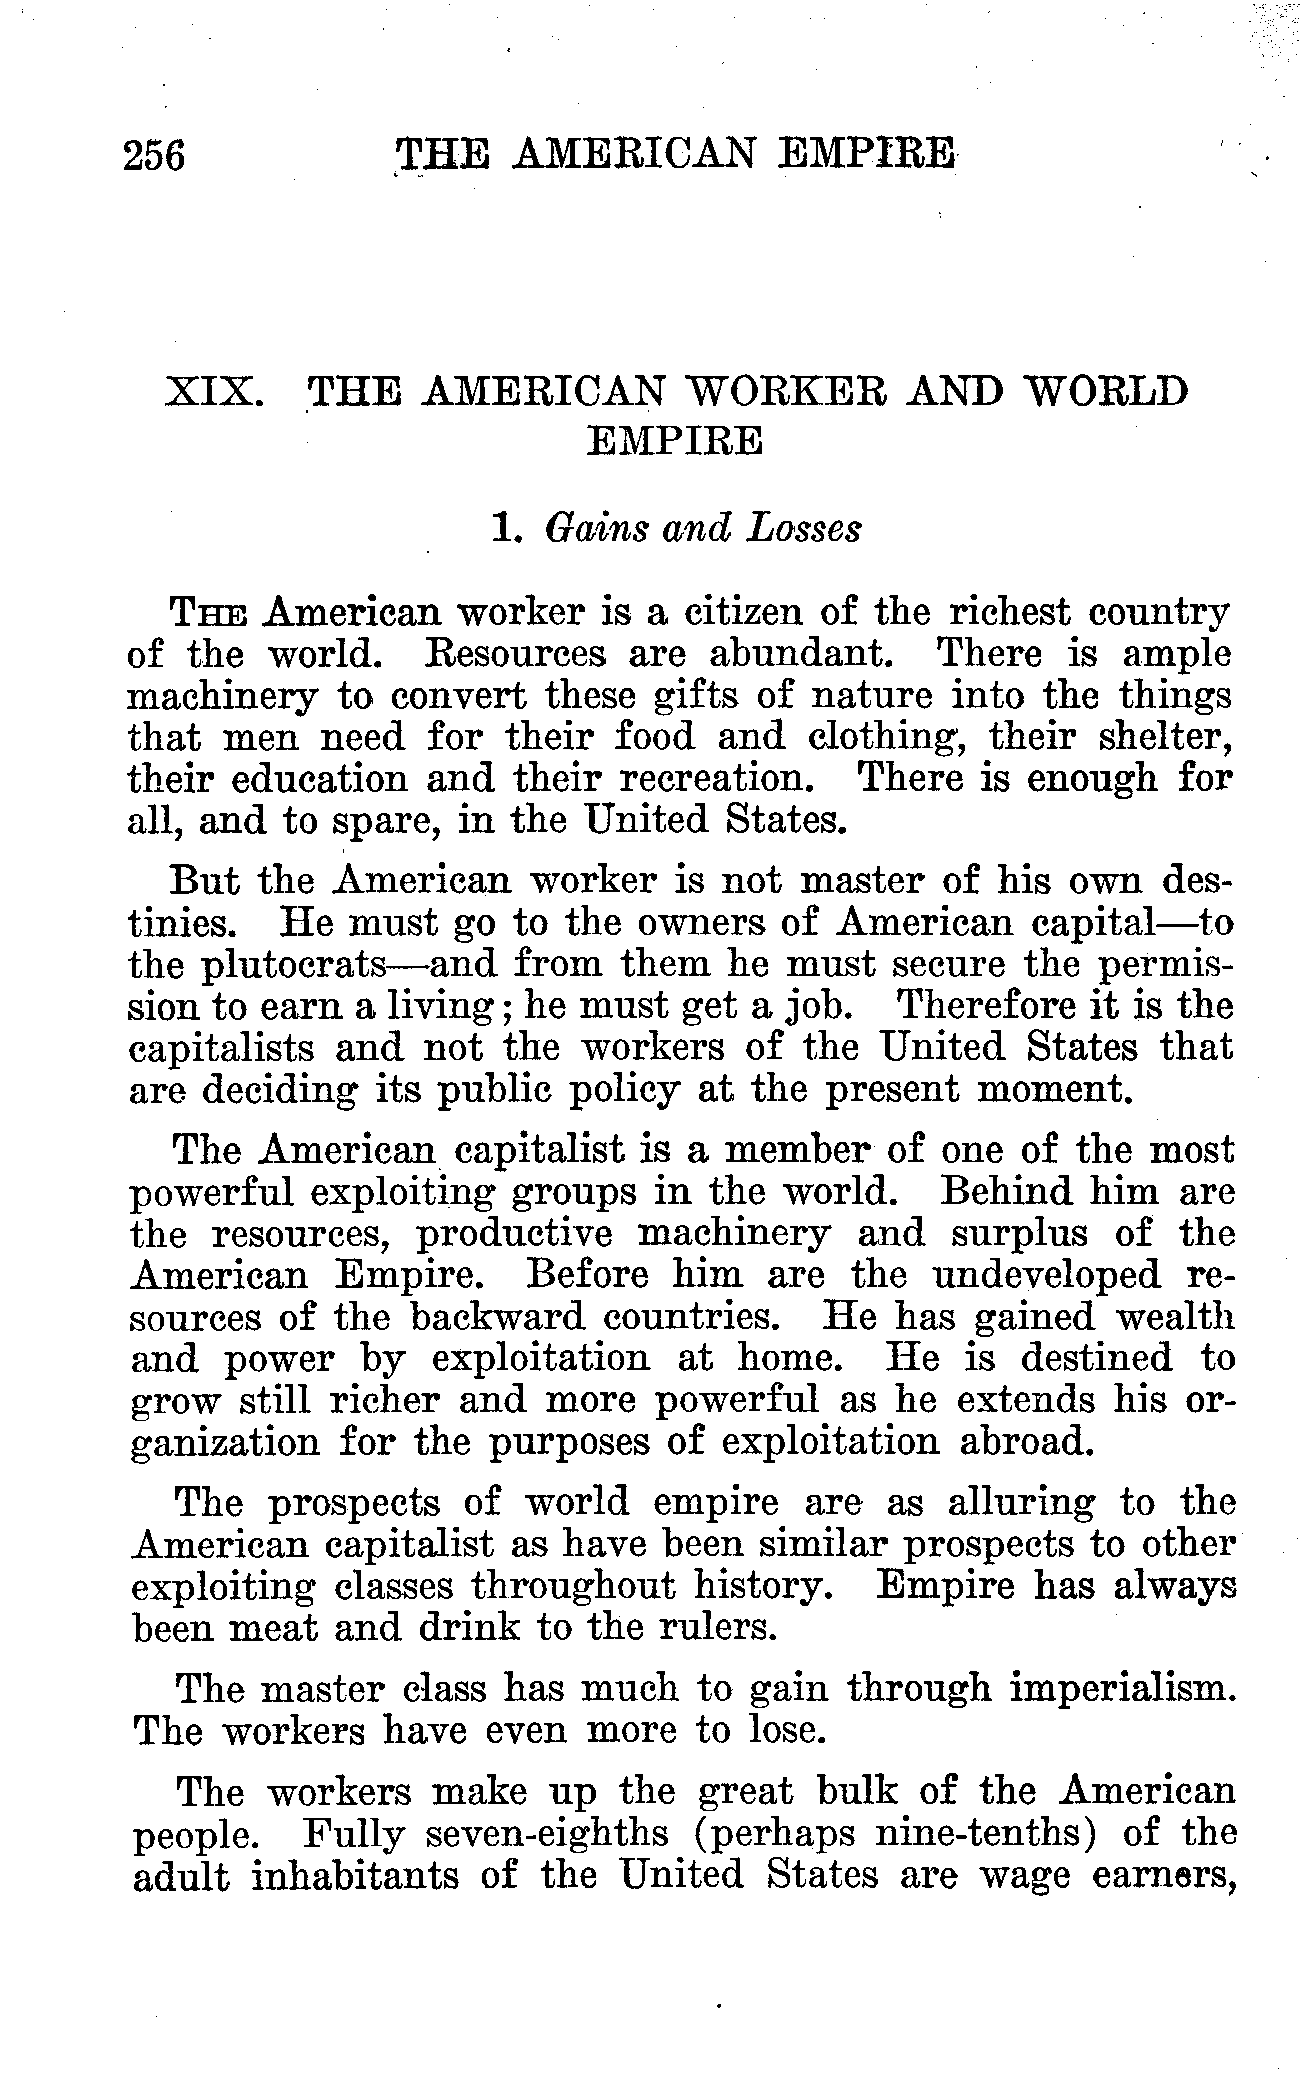 256 THE AMERICAN EMPIRE
XIX. THE AMERICAN WORKER AND WORLD
EMPIRE
1. Gains and Losses
THE American worker is a citizen of the richest country
of the world. Resources are abundant. There is ample
machinery to convert these gifts of nature into the things
that men need for their food and clothing, their shelter,
their education and their recreation. There is enough for
all, and to spare, in the United States.
But the American worker is not master of his own des-
tinies. He must go to the owners of American capital—to
the plutocrats—and from them he must secure the permis-
sion to earn a living; he must get a job. Therefore it is the
capitalists and not the workers of the United States that
are deciding its public policy at the present moment.
The American capitalist is a member of one of the most
powerful exploiting groups in the world. Behind him are
the resources, productive machinery and surplus of the
American Empire. Before him are the undeveloped re-
sources of the backward countries. He has gained wealth
and power by exploitation at home. He is destined to
grow still richer and more powerful as he extends his or-
ganization for the purposes of exploitation abroad.
The prospects of world empire are as alluring to the
American capitalist as have been similar prospects to other
exploiting classes throughout history. Empire has always
been meat and drink to the rulers.
The master class has much to gain through imperialism.
The workers have even more to lose.
The workers make up the great bulk of the American
people. Fully seven-eighths (perhaps nine-tenths) of the
adult inhabitants of the United States are wage earners,